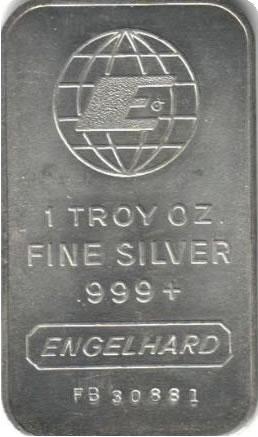 E
1 TROY OZ.
FINE SILVER
.999+
ENGELHARD
FB 30881